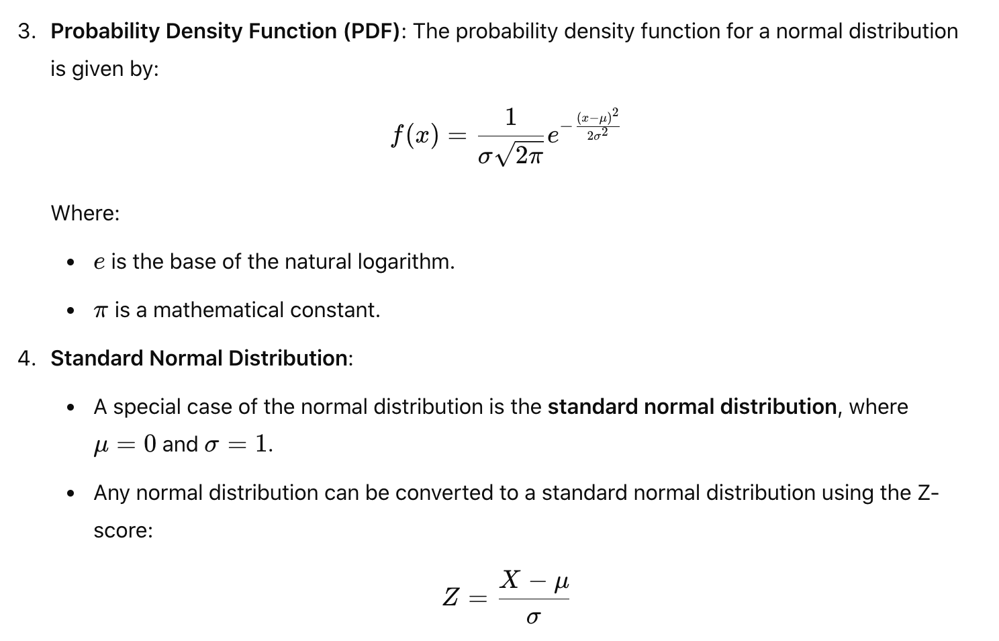 3. Probability Density Function (PDF): The probability density function for a normal distribution
is given by:
f(x) = \frac{1}{\sigma\sqrt{2\pi}} e^{-\frac{(x-\mu)^2}{2\sigma^2}}
Where:
• e is the base of the natural logarithm.
• π is a mathematical constant.
4. Standard Normal Distribution:
• A special case of the normal distribution is the standard normal distribution, where
μ = 0 and σ = 1.
• Any normal distribution can be converted to a standard normal distribution using the Z-
score:
Z = \frac{X - \mu}{\sigma}